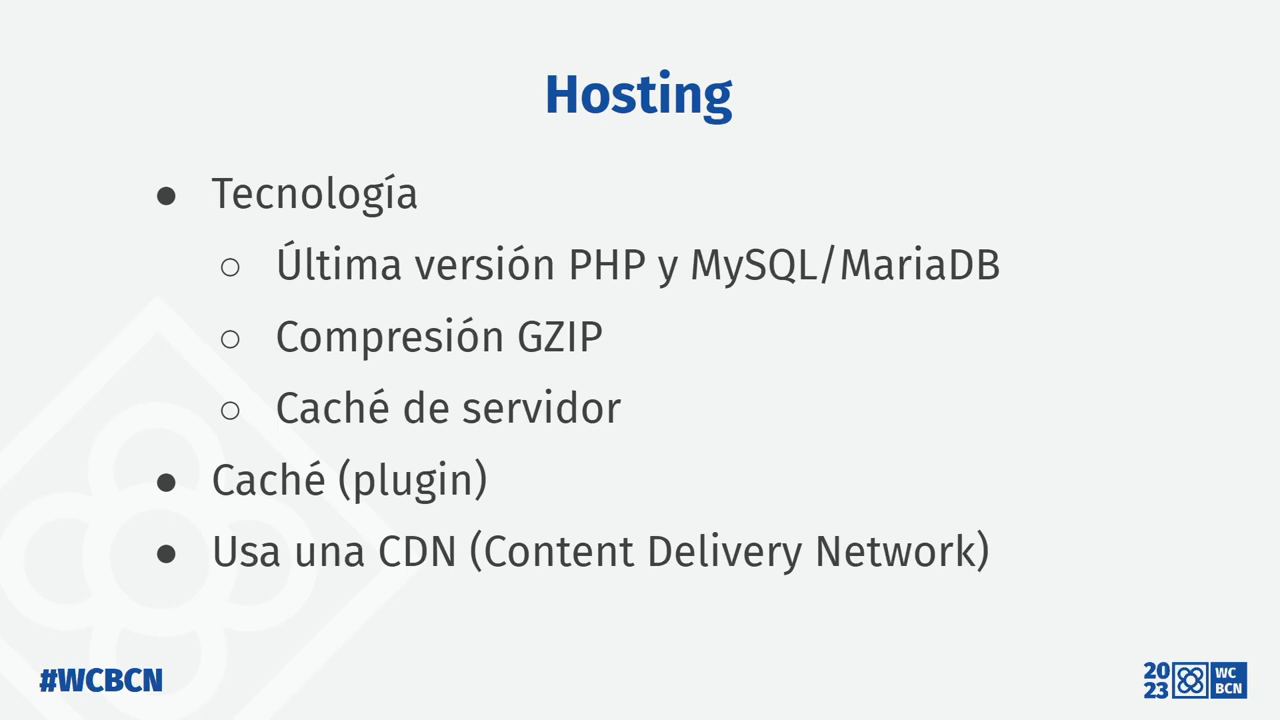 Hosting
● Tecnología
○ Última versión PHP y MySQL/MariaDB
○ Compresión GZIP
○ Caché de servidor
● Caché (plugin)
● Usa una CDN (Content Delivery Network)
#WCBCN
20
23
WC
BCN